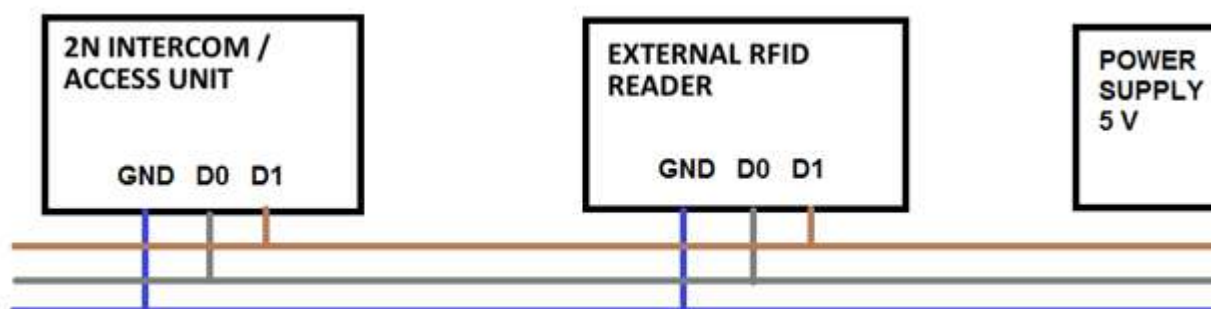 2N INTERCOM /
ACCESS UNIT
GND D0 D1
EXTERNAL RFID
READER
GND D0 D1
POWER
SUPPLY
5 V